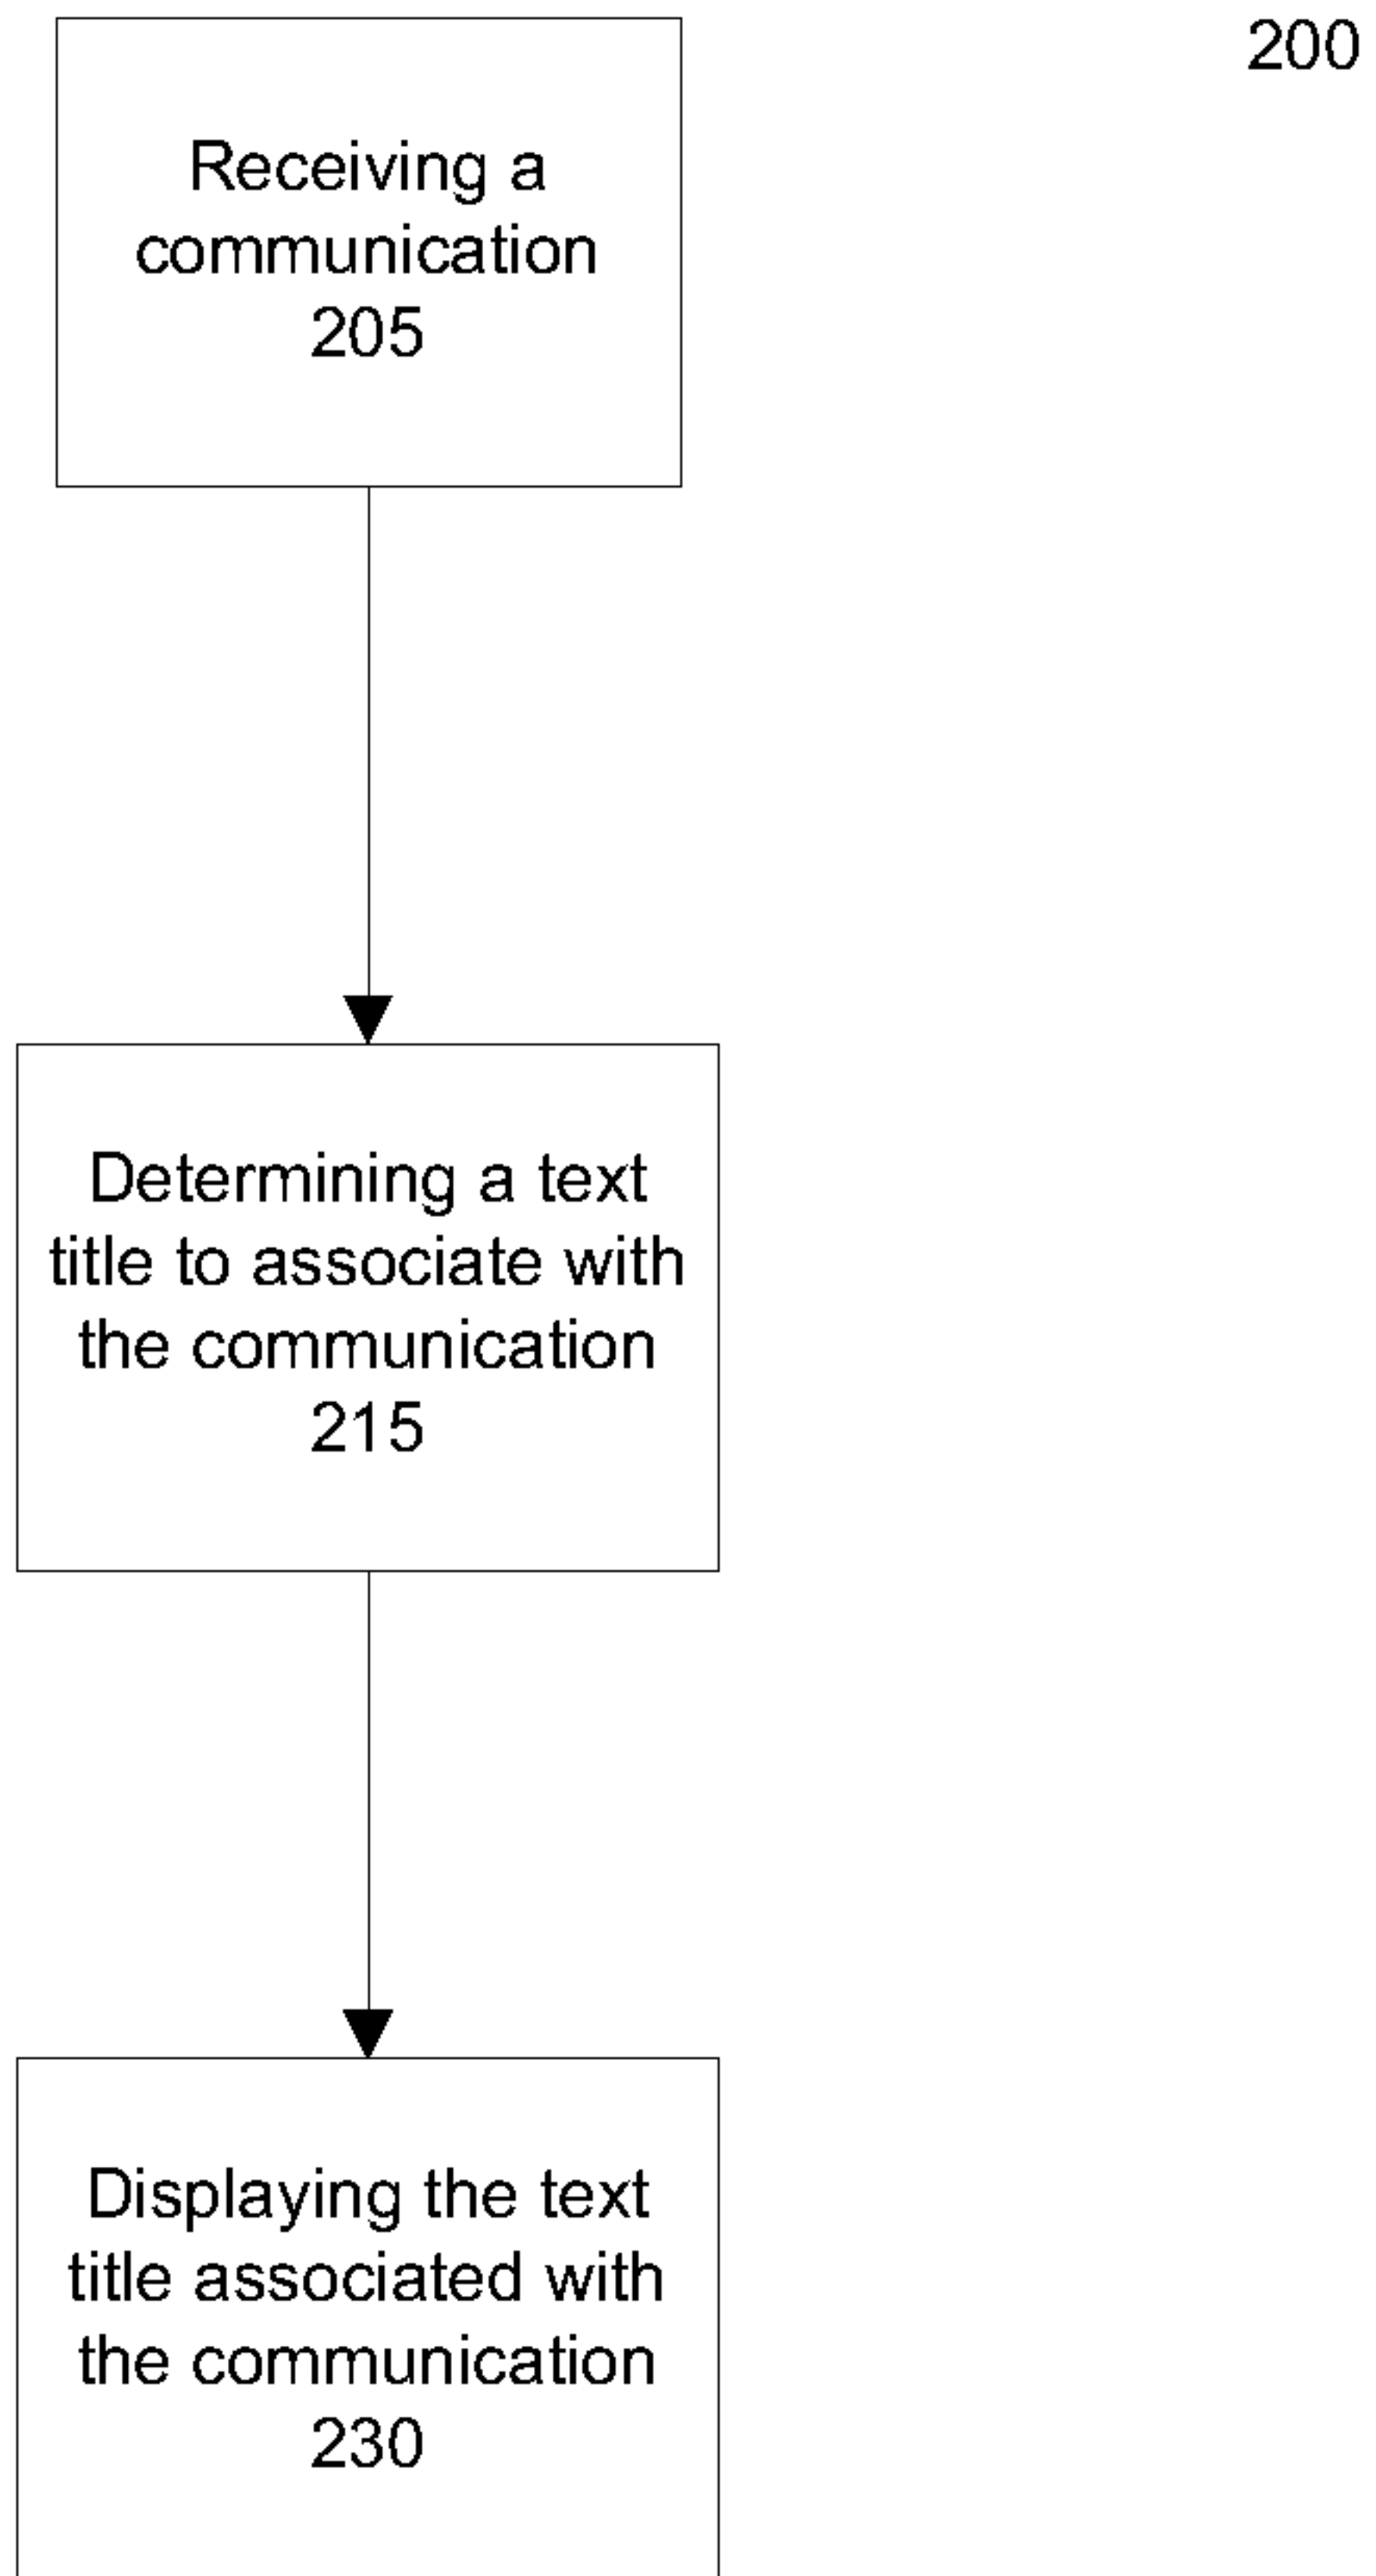 200
Receiving a
communication
205
Determining a text
title to associate with
the communication
215
Displaying the text
title associated with
the communication
230